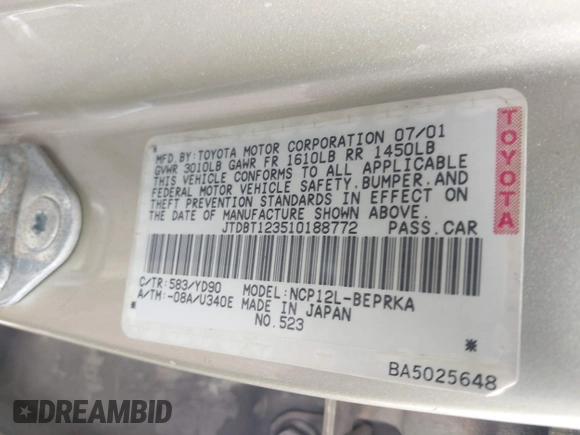 MFD.BY:TOYOTA MOTOR CORPORATION 07/01
GVWR 3010LB GAWR FR 1610LB RR 1450LB
THIS VEHICLE CONFORMS TO ALL APPLICABLE
FEDERAL MOTOR VEHICLE SAFETY,BUMPER,AND
THEFT PREVENTION STANDARDS IN EFFECT ON
THE DATE OF MANUFACTURE SHOWN ABOVE.
JTDBT123510188772 PASS.CAR
C/TR:583/YD90 MODEL:NCP12L-BEPRKA
A/TM:-08A/U340E MADE IN JAPAN
NO.523
BA5025648
TOYOTA
DREAMBID